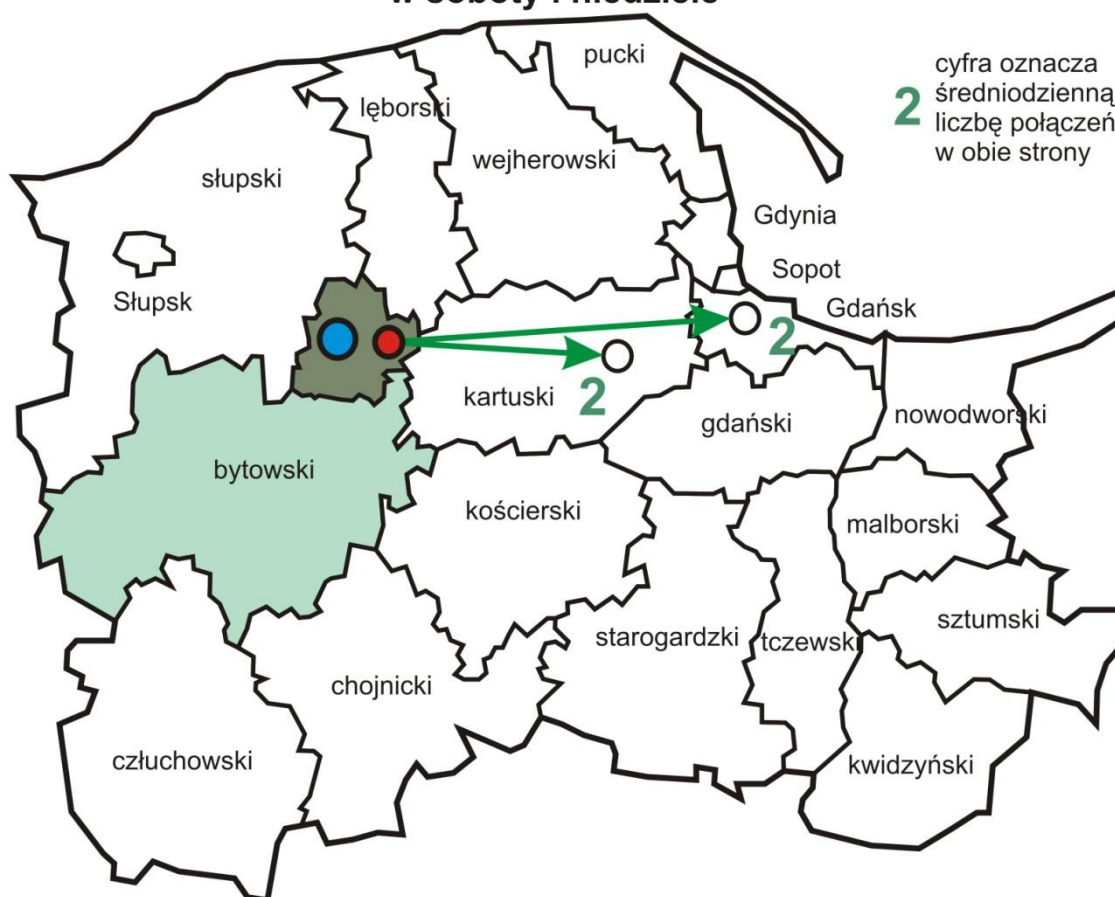 w soboty i niedziele
pucki
cyfra oznacza
2 średniodzienną
liczbę połączeń
w obie strony
lęborski
wejherowski
słupski
Gdynia
Sopot
Słupsk
Gdańsk
2
2
kartuski
gdański
nowodworski
bytowski
kościerski
malborski
sztumski
starogardzki
tczewski
chojnicki
człuchowski
kwidzyński